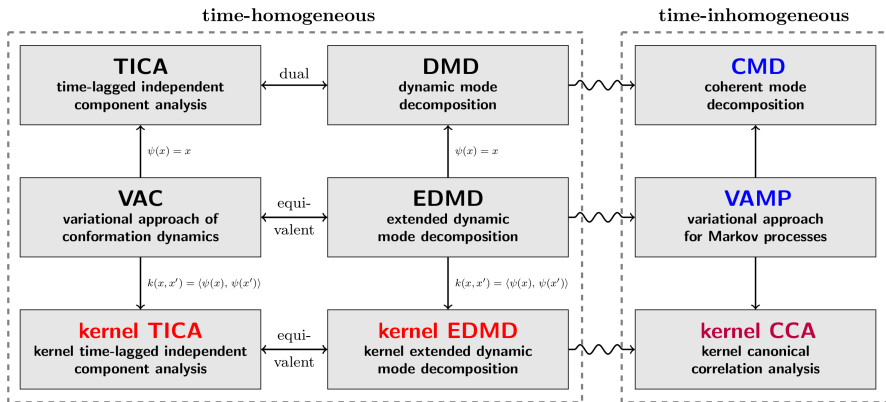 time-homogeneous
time-inhomogeneous
TICA
time-lagged independent
component analysis
dual
DMD
dynamic mode
decomposition
CMD
coherent mode
decomposition
ψ(x) = x
ψ(x) = x
VAC
variational approach of
conformation dynamics
equi-
valent
EDMD
extended dynamic
mode decomposition
VAMP
variational approach
for Markov processes
k(x, x′) = ⟨ψ(x), ψ(x′)⟩
k(x, x′) = ⟨ψ(x), ψ(x′)⟩
kernel TICA
kernel time-lagged independent
component analysis
equi-
valent
kernel EDMD
kernel extended dynamic
mode decomposition
kernel CCA
kernel canonical
correlation analysis